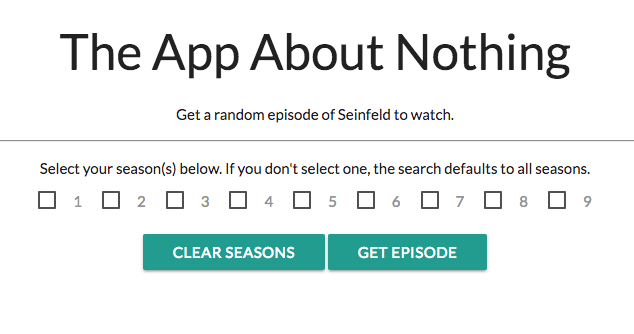 The App About Nothing
Get a random episode of Seinfeld to watch.
Select your season(s) below. If you don't select one, the search defaults to all seasons.
1 2 3 4 5 6 7 8 9
CLEAR SEASONS GET EPISODE